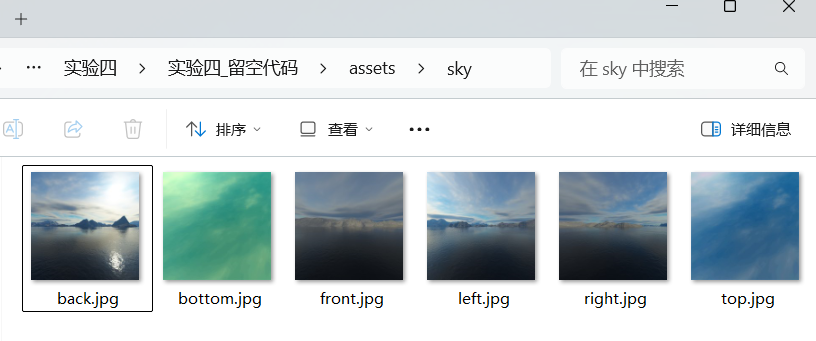 实验四 实验四_留空代码 assets sky 在 sky 中搜索
排序 查看 详细信息
back.jpg bottom.jpg front.jpg left.jpg right.jpg top.jpg